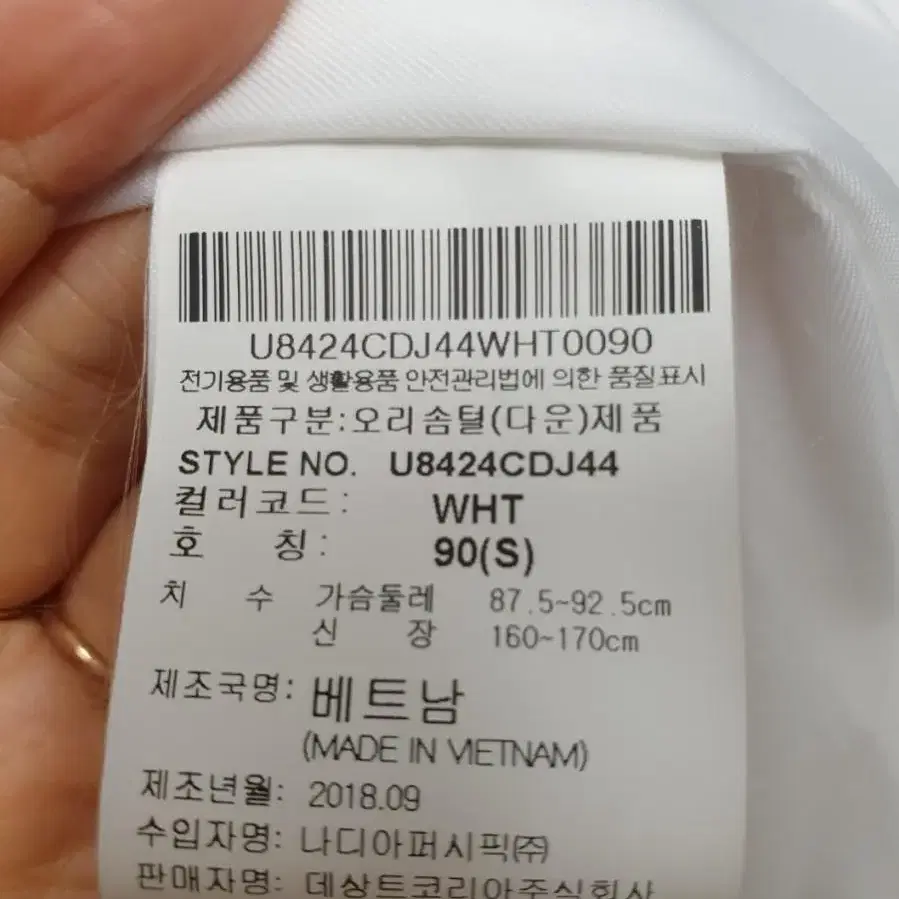 U8424CDJ44WHT0090
전기용품 및 생활용품 안전관리법에 의한 품질표시
제품구분:오리솜털(다운)제품
STYLE NO. U8424CDJ44
컬러코드: WHT
호 칭: 90(S)
치 수 가슴둘레 87.5~92.5cm
신 장 160~170cm
제조국명: 베트남
(MADE IN VIETNAM)
제조년월: 2018.09
수입자명: 나디아퍼시픽㈜
판매자명: 데상트코리아주식회사